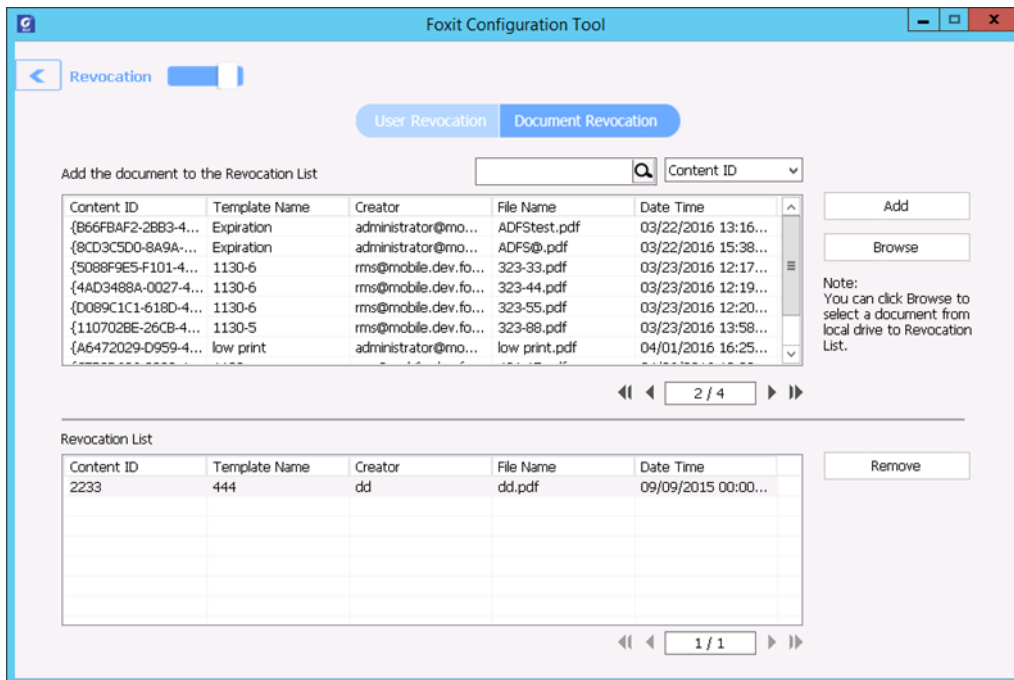 Foxit Configuration Tool
Revocation
User Revocation Document Revocation
Add the document to the Revocation List Content ID
Content ID Template Name Creator File Name Date Time
{B66FBAF2-2BB3-4... Expiration administrator@mo... ADFStest.pdf 03/22/2016 13:16...
{8CD3C5D0-8A9A-... Expiration administrator@mo... ADFS@.pdf 03/22/2016 15:38...
{5088F9E5-F101-4... 1130-6 rms@mobile.dev.fo... 323-33.pdf 03/23/2016 12:17...
{4AD3488A-0027-4... 1130-6 rms@mobile.dev.fo... 323-44.pdf 03/23/2016 12:19...
{D089C1C1-618D-4... 1130-6 rms@mobile.dev.fo... 323-55.pdf 03/23/2016 12:20...
{110702BE-26CB-4... 1130-5 rms@mobile.dev.fo... 323-88.pdf 03/23/2016 13:58...
{A6472029-D959-4... low print administrator@mo... low print.pdf 04/01/2016 16:25...
Add
Browse
Note:
You can click Browse to
select a document from
local drive to Revocation
List.
2 / 4
Revocation List
Content ID Template Name Creator File Name Date Time
2233 444 dd dd.pdf 09/09/2015 00:00...
Remove
1 / 1